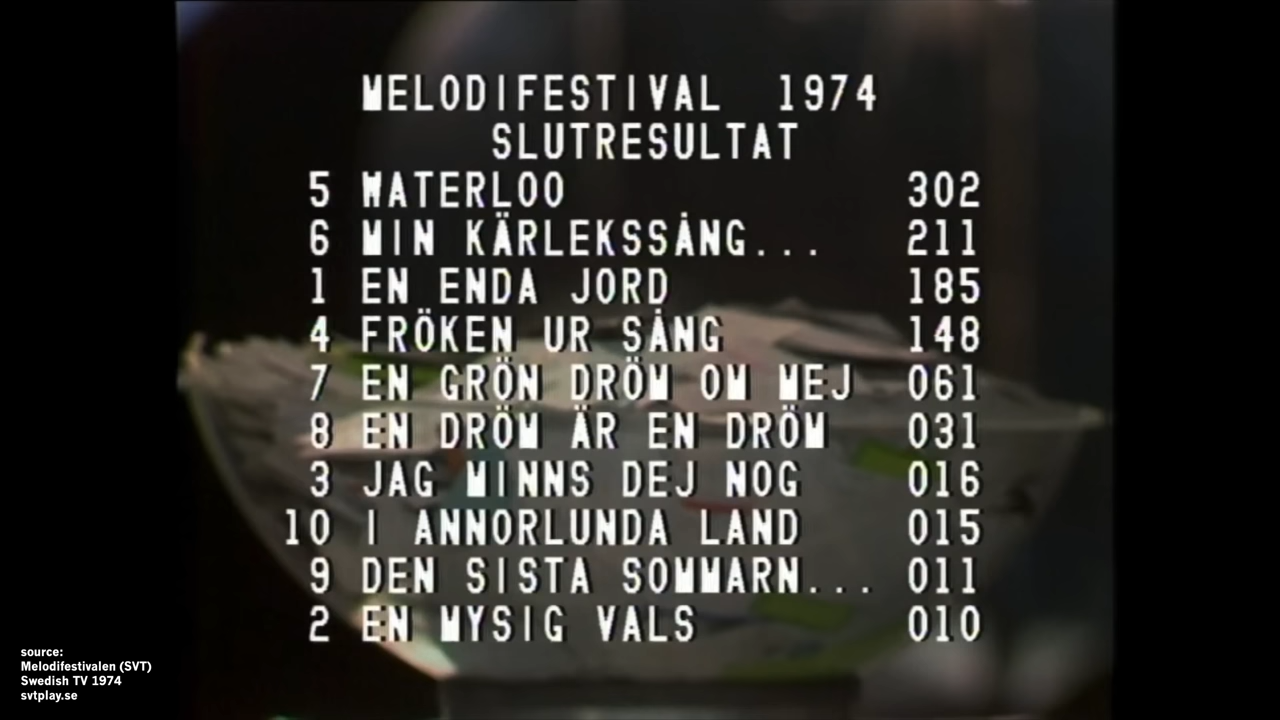 MELODIFESTIVAL 1974
SLUTRESULTAT
5 WATERLOO 302
6 MIN KÄRLEKSSÅNG... 211
1 EN ENDA JORD 185
4 FRÖKEN UR SÅNG 148
7 EN GRÖN DRÖM OM MEJ 061
8 EN DRÖM ÄR EN DRÖM 031
3 JAG MINNS DEJ NOG 016
10 I ANNORLUNDA LAND 015
9 DEN SISTA SOMMARN... 011
2 EN MYSIG VALS 010
source:
Melodifestivalen (SVT)
Swedish TV 1974
svtplay.se